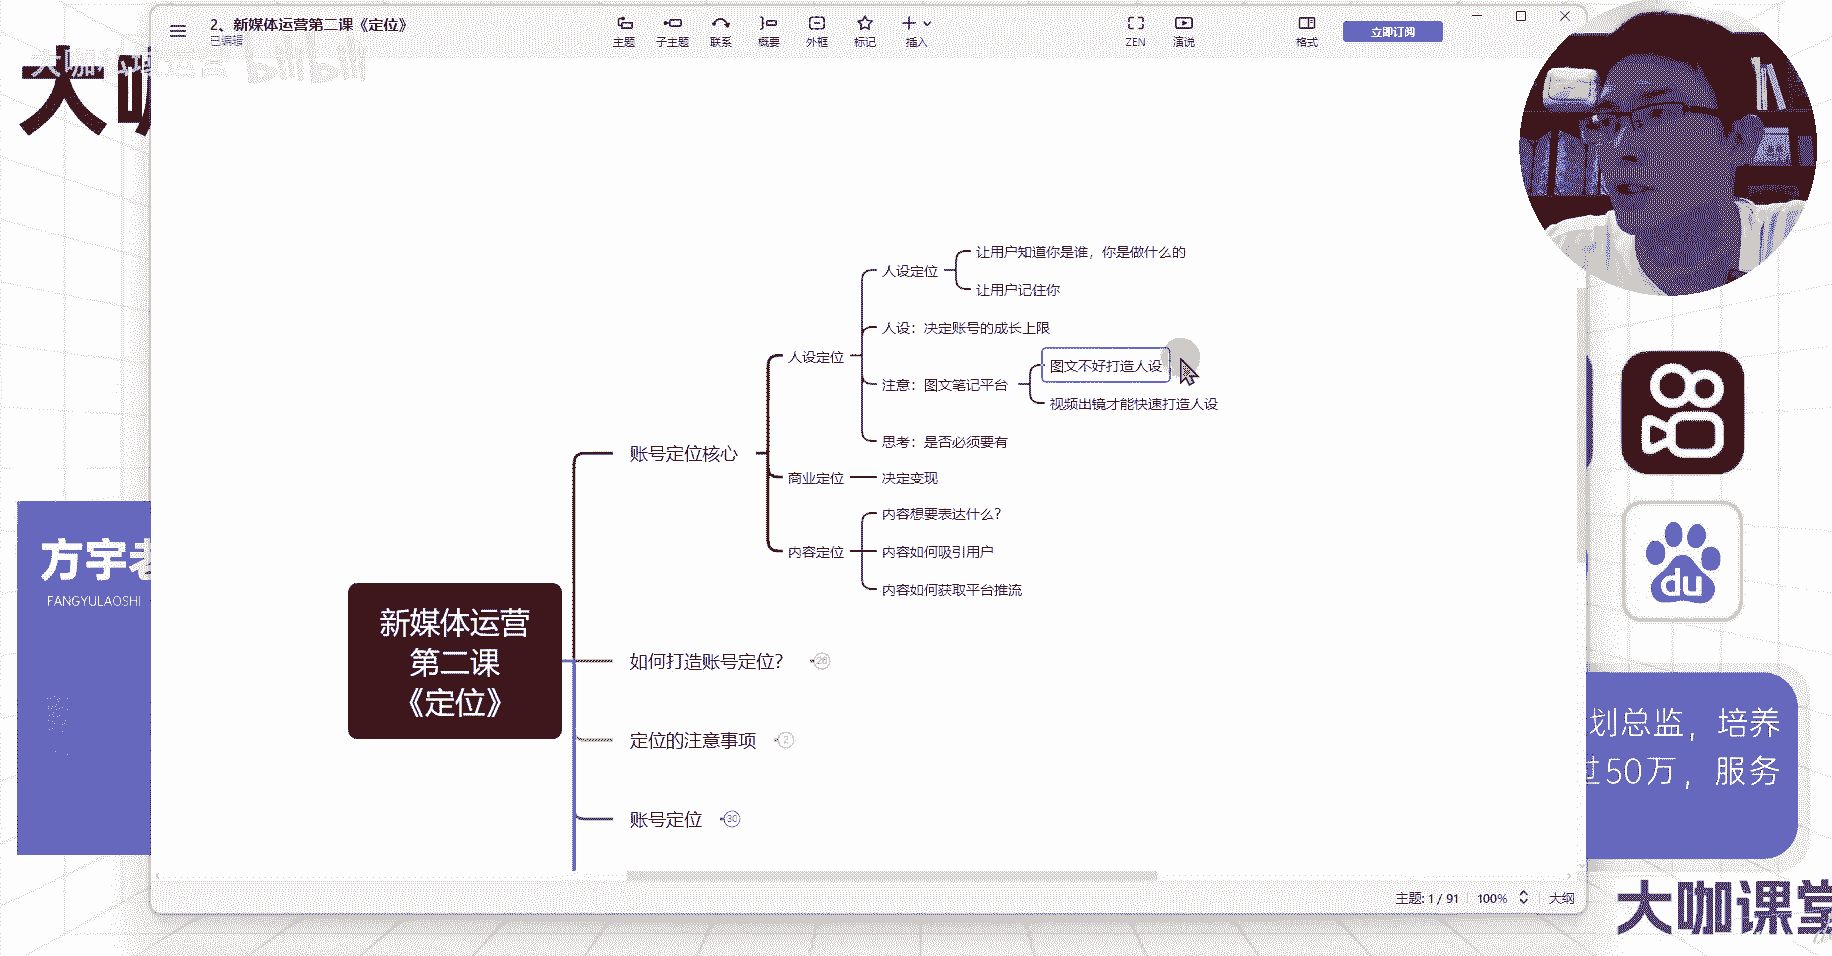 2、新媒体运营第二课《定位》
已编辑
主题
子主题
联系
概要
外框
标记
插入
ZEN
演说
格式
立即订阅
大咖
bilibili
让用户知道你是谁，你是做什么的
人设定位
让用户记住你
人设：决定账号的成长上限
人设定位
图文不好打造人设
注意：图文笔记平台
视频出镜才能快速打造人设
思考：是否必须要有
账号定位核心
商业定位
决定变现
内容想要表达什么？
内容定位
内容如何吸引用户
内容如何获取平台推流
新媒体运营
第二课
《定位》
如何打造账号定位？
26
定位的注意事项
2
账号定位
30
方宇老
FANGYULAOSHI
du
划总监，培养
过50万，服务
主题: 1 / 91
100%
大纲
大咖课堂